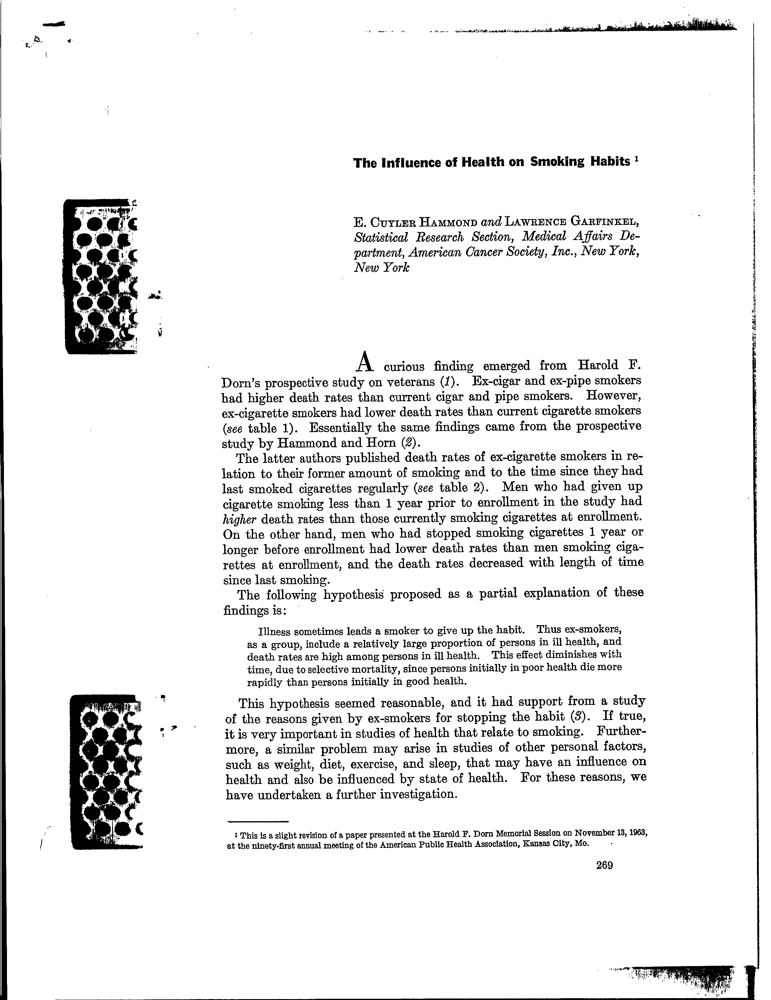 The Influence of Health on Smoking Habits 1
E. CUYLER HAMMOND and LAWRENCE GARFINKEL,
Statistical Research Section, Medical Affairs De-
partment, American Cancer Society, Inc., New York,
New York
A curious finding emerged from Harold F.
Dorn's prospective study on veterans (1). Ex-cigar and ex-pipe smokers
had higher death rates than current cigar and pipe smokers. However,
ex-cigarette smokers had lower death rates than current cigarette smokers
(see table 1). Essentially the same findings came from the prospective
study by Hammond and Horn (2).
The latter authors published death rates of ex-cigarette smokers in re-
lation to their former amount of smoking and to the time since they had
last smoked cigarettes regularly (see table 2). Men who had given up
cigarette smoking less than 1 year prior to enrollment in the study had
higher death rates than those currently smoking cigarettes at enrollment.
On the other hand, men who had stopped smoking cigarettes 1 year or
longer before enrollment had lower death rates than men smoking ciga-
rettes at enrollment, and the death rates decreased with length of time
since last smoking.
The following hypothesis proposed as a partial explanation of these
findings is:
Illness sometimes leads a smoker to give up the habit. Thus ex-smokers,
as a group, include a relatively large proportion of persons in ill health, and
death rates are high among persons in ill health. This effect diminishes with
time, due to selective mortality, since persons initially in poor health die more
rapidly than persons initially in good health.
This hypothesis seemed reasonable, and it had support from a study
of the reasons given by ex-smokers for stopping the habit (3). If true,
it is very important in studies of health that relate to smoking. Further-
more, a similar problem may arise in studies of other personal factors,
such as weight, diet, exercise, and sleep, that may have an influence on
health and also be influenced by state of health. For these reasons, we
have undertaken a further investigation.
1 This is a slight revision of a paper presented at the Harold F. Dorn Memorial Session on November 13, 1963,
at the ninety-first annual meeting of the American Public Health Association, Kansas City, Mo.
269